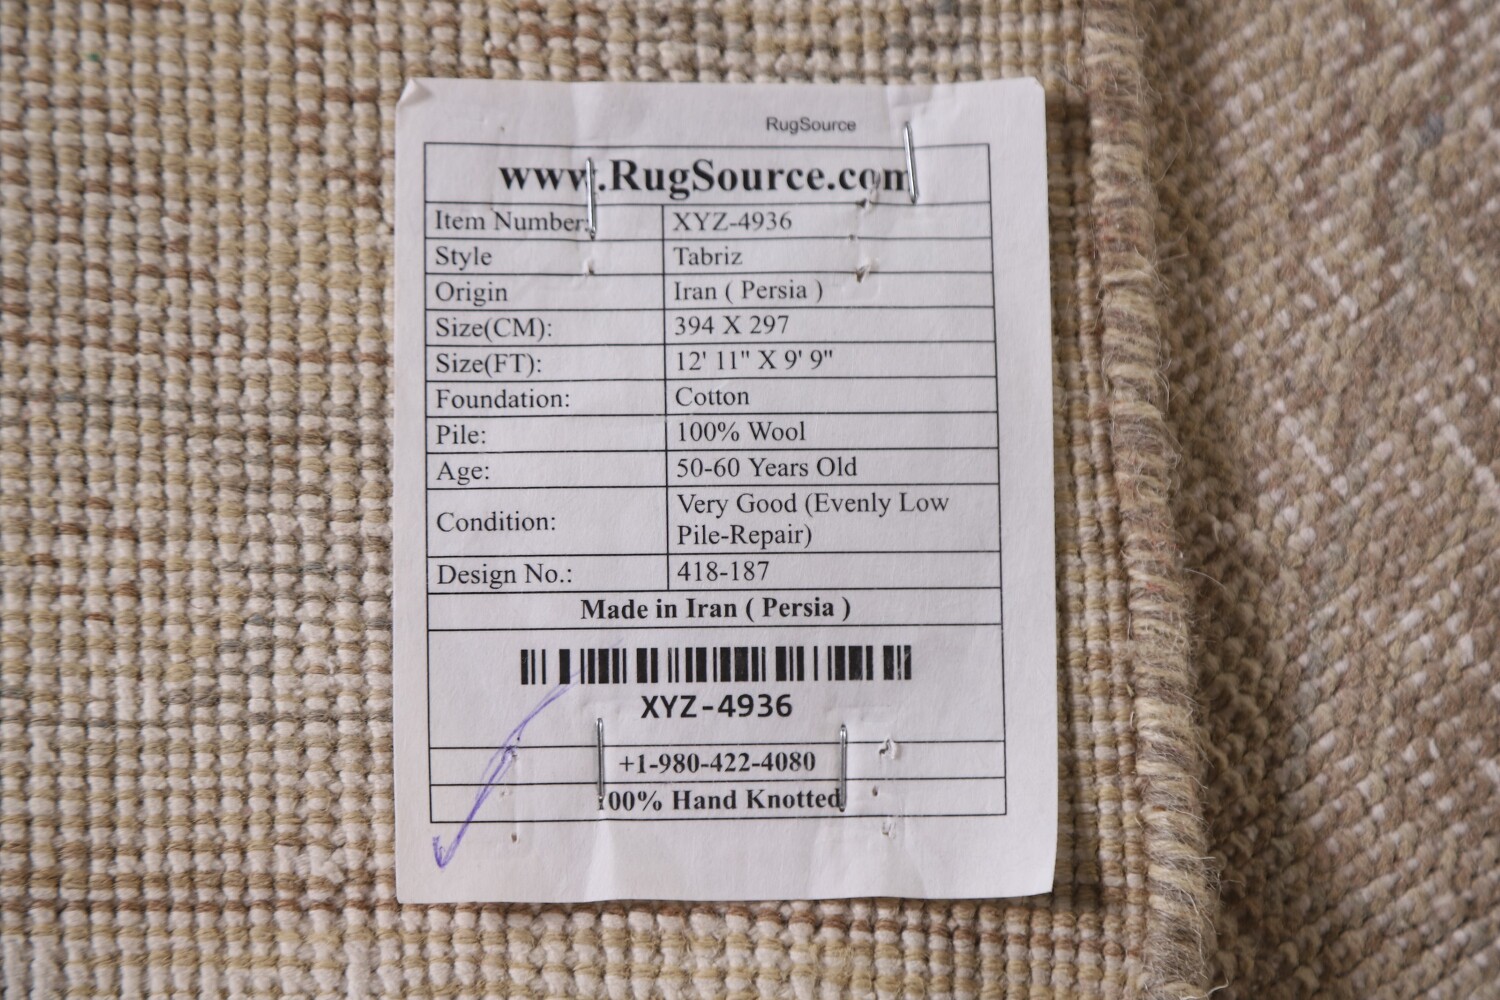 RugSource
www.RugSource.com
Item Number: XYZ-4936
Style Tabriz
Origin Iran ( Persia )
Size(CM): 394 X 297
Size(FT): 12' 11" X 9' 9"
Foundation: Cotton
Pile: 100% Wool
Age: 50-60 Years Old
Condition: Very Good (Evenly Low
Pile-Repair)
Design No.: 418-187
Made in Iran ( Persia )
XYZ-4936
+1-980-422-4080
100% Hand Knotted